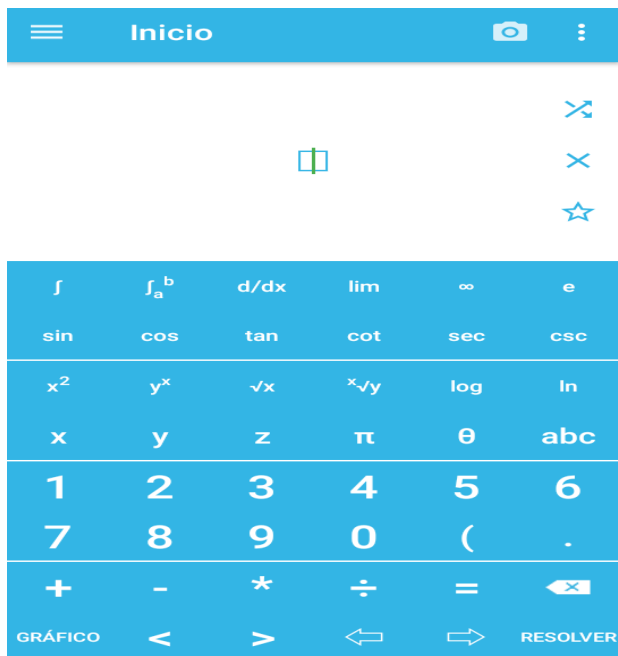 Inicio
∫ ∫ₐᵇ d/dx lim ∞ e
sin cos tan cot sec csc
x² yˣ √x ˣ√y log ln
x y z π θ abc
1 2 3 4 5 6
7 8 9 0 ( .
+ - * ÷ = ×
GRÁFICO < > ⇦ ⇨ RESOLVER